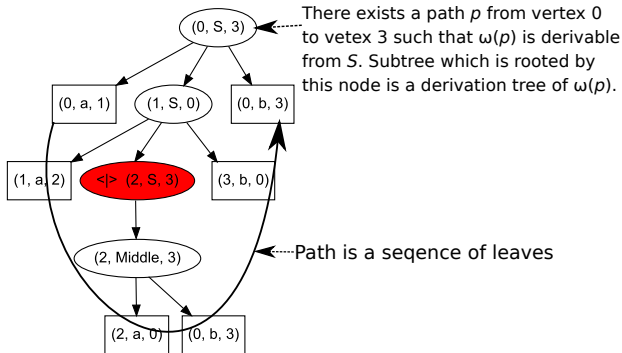 (0, S, 3)
There exists a path p from vertex 0
to vetex 3 such that ω(p) is derivable
from S. Subtree which is rooted by
this node is a derivation tree of ω(p).
(0, a, 1)
(1, S, 0)
(0, b, 3)
(1, a, 2)
<|> (2, S, 3)
(3, b, 0)
(2, Middle, 3)
Path is a seqence of leaves
(2, a, 0)
(0, b, 3)